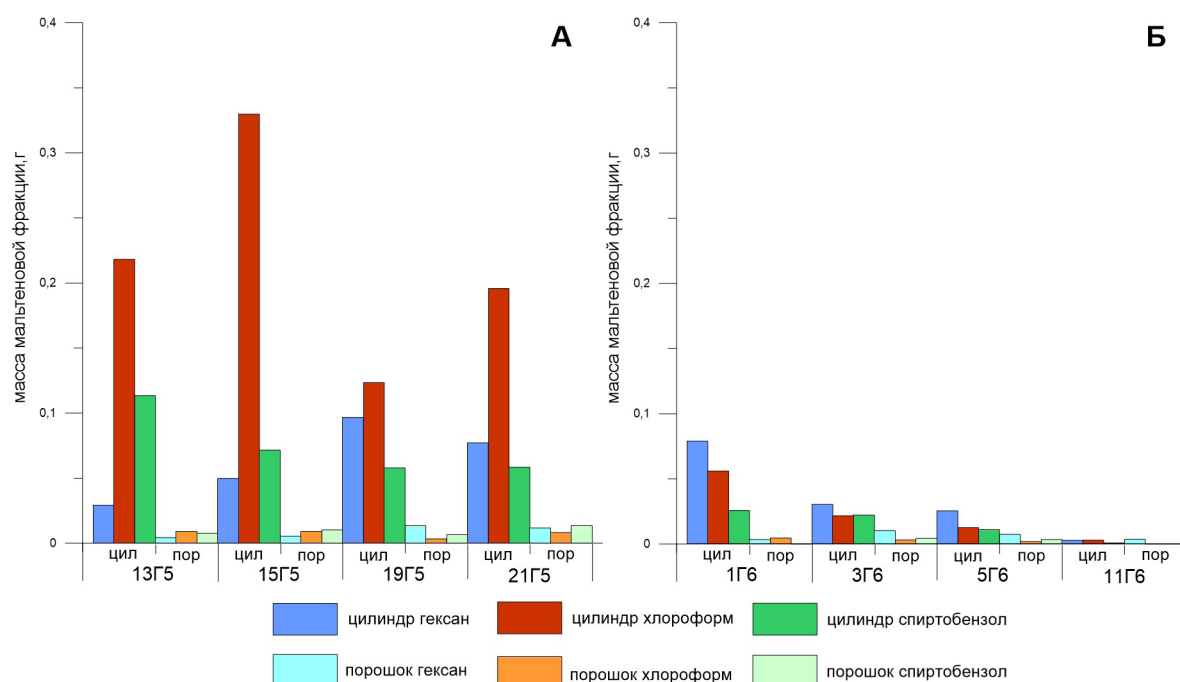 А
масса мальтеновой фракции,г
0,4
0,3
0,2
0,1
0
цил пор цил пор цил пор цил пор
13Г5 15Г5 19Г5 21Г5
Б
масса мальтеновой фракции,г
0,4
0,3
0,2
0,1
0
цил пор цил пор цил пор цил пор
1Г6 3Г6 5Г6 11Г6
цилиндр гексан цилиндр хлороформ цилиндр спиртобензол
порошок гексан порошок хлороформ порошок спиртобензол